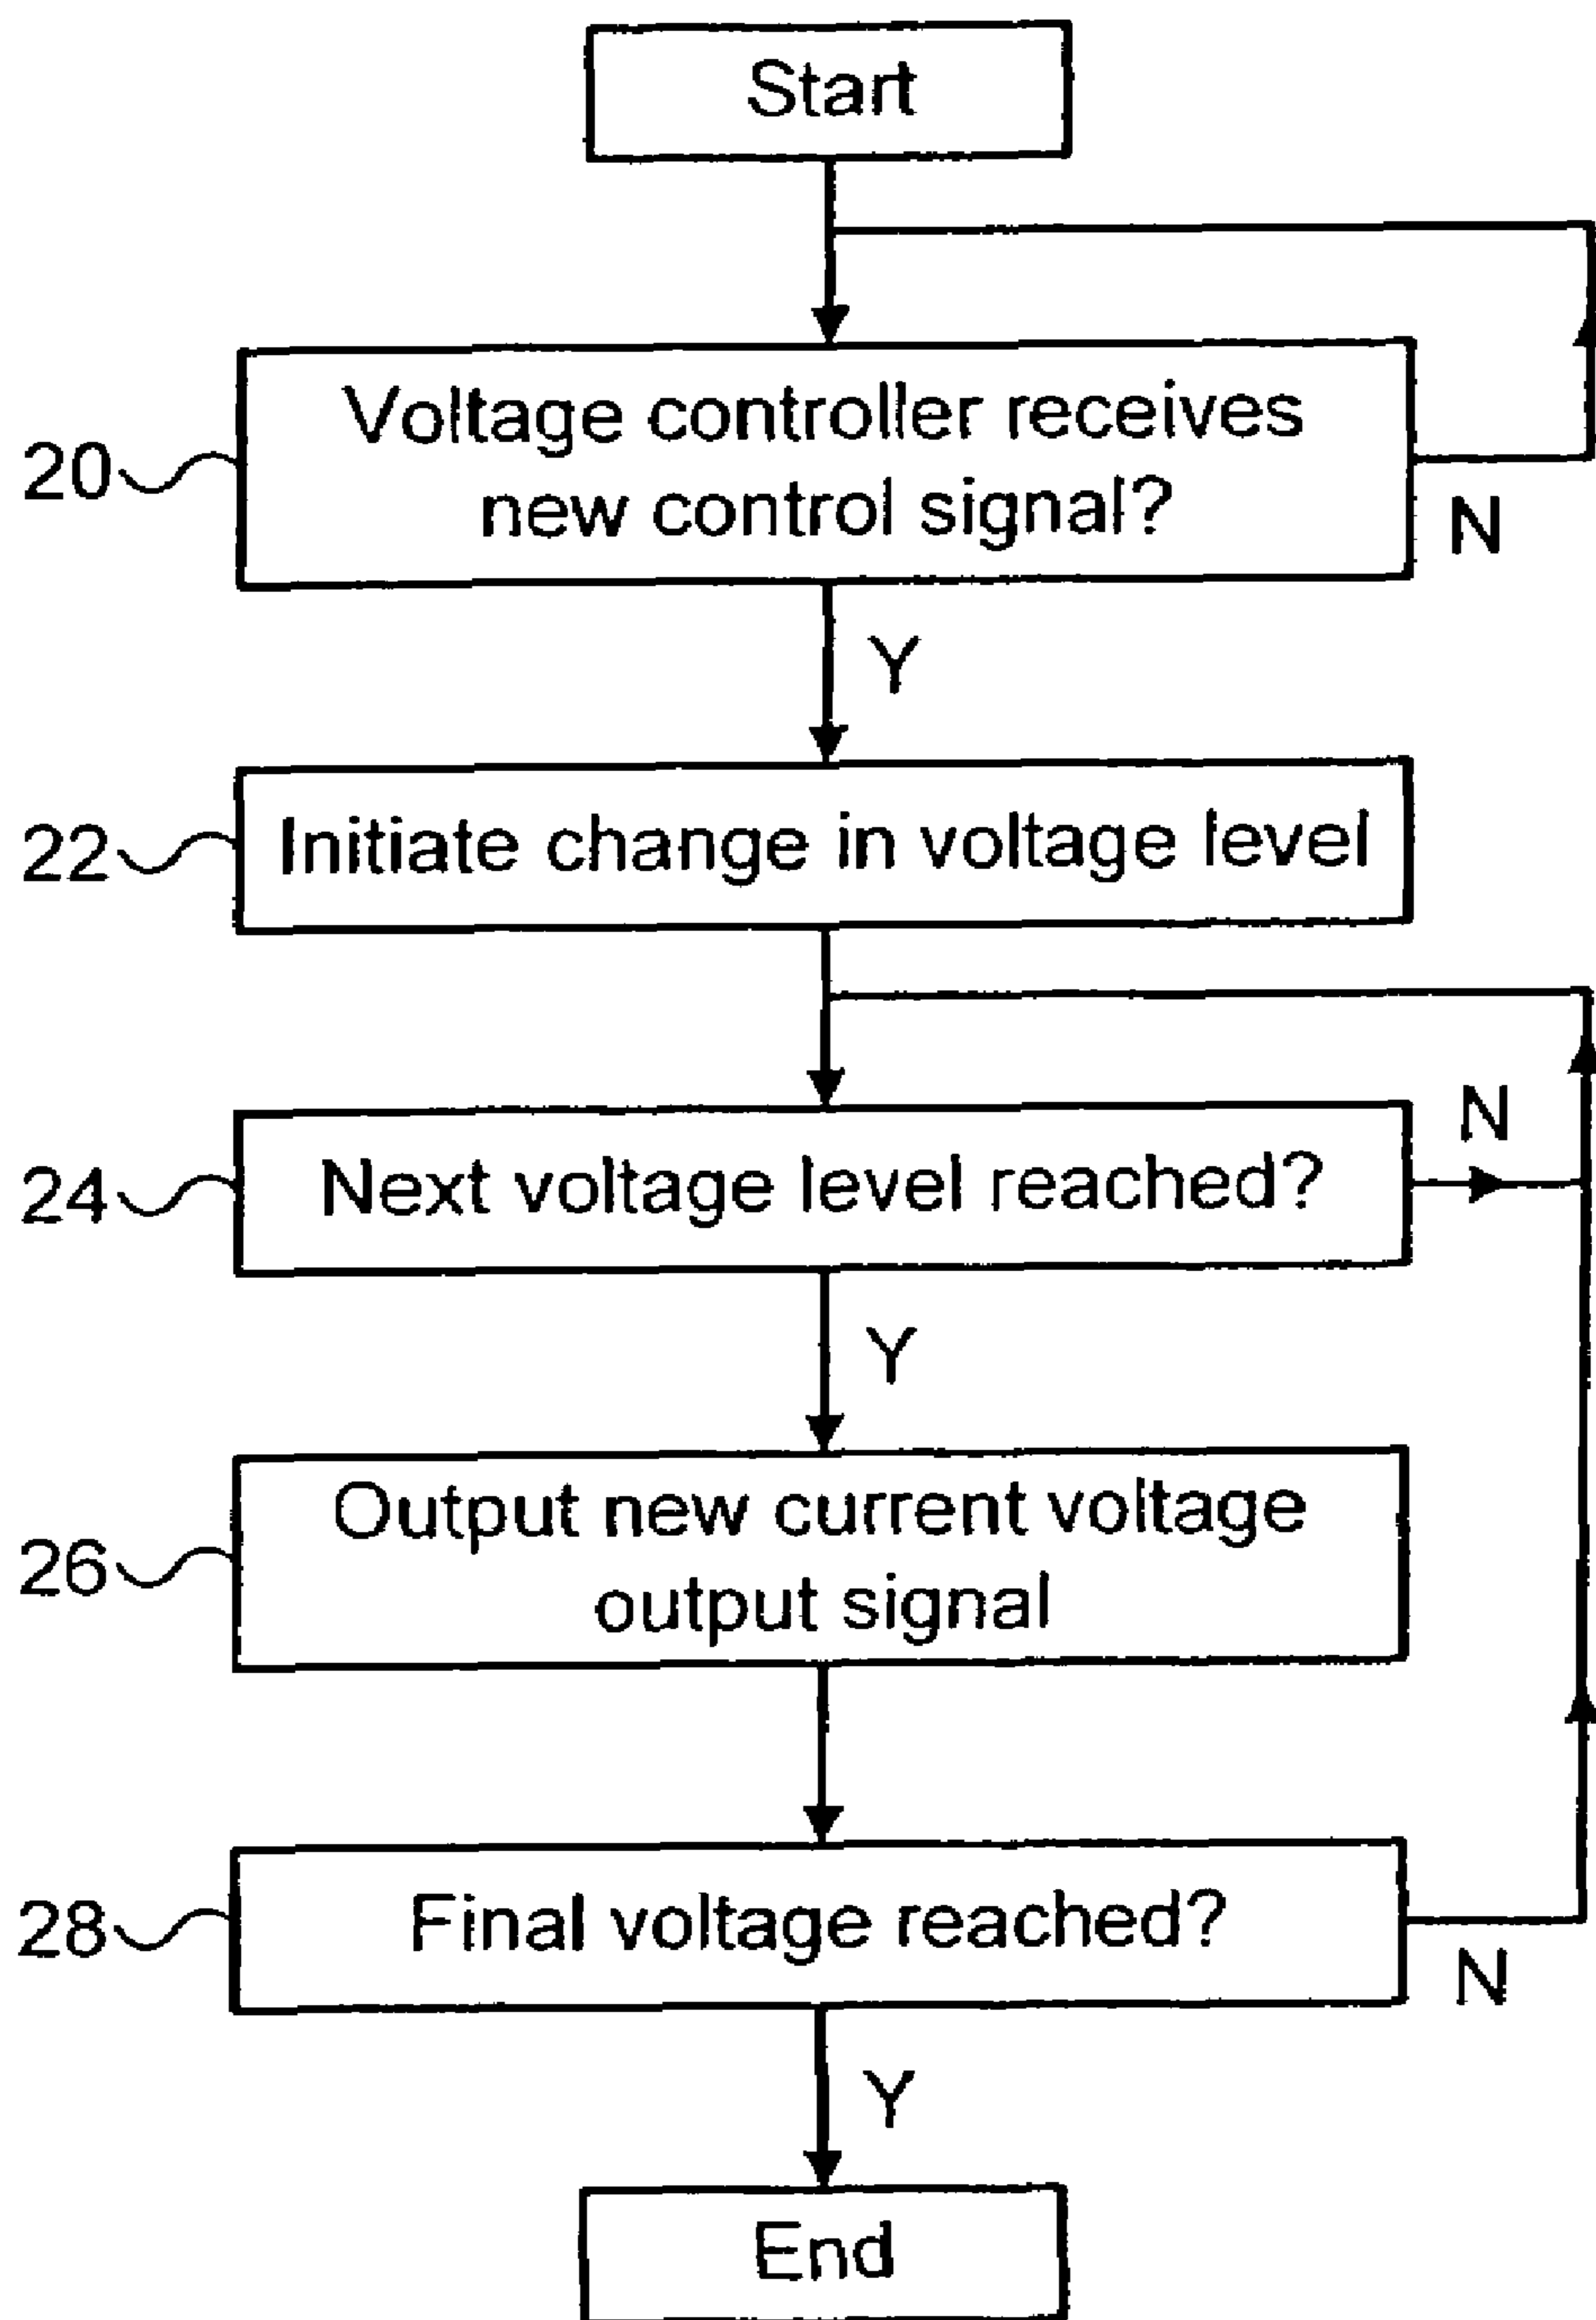 Start
20
Voltage controller receives
new control signal?
N
Y
22
Initiate change in voltage level
N
24
Next voltage level reached?
Y
26
Output new current voltage
output signal
28
Final voltage reached?
N
Y
End